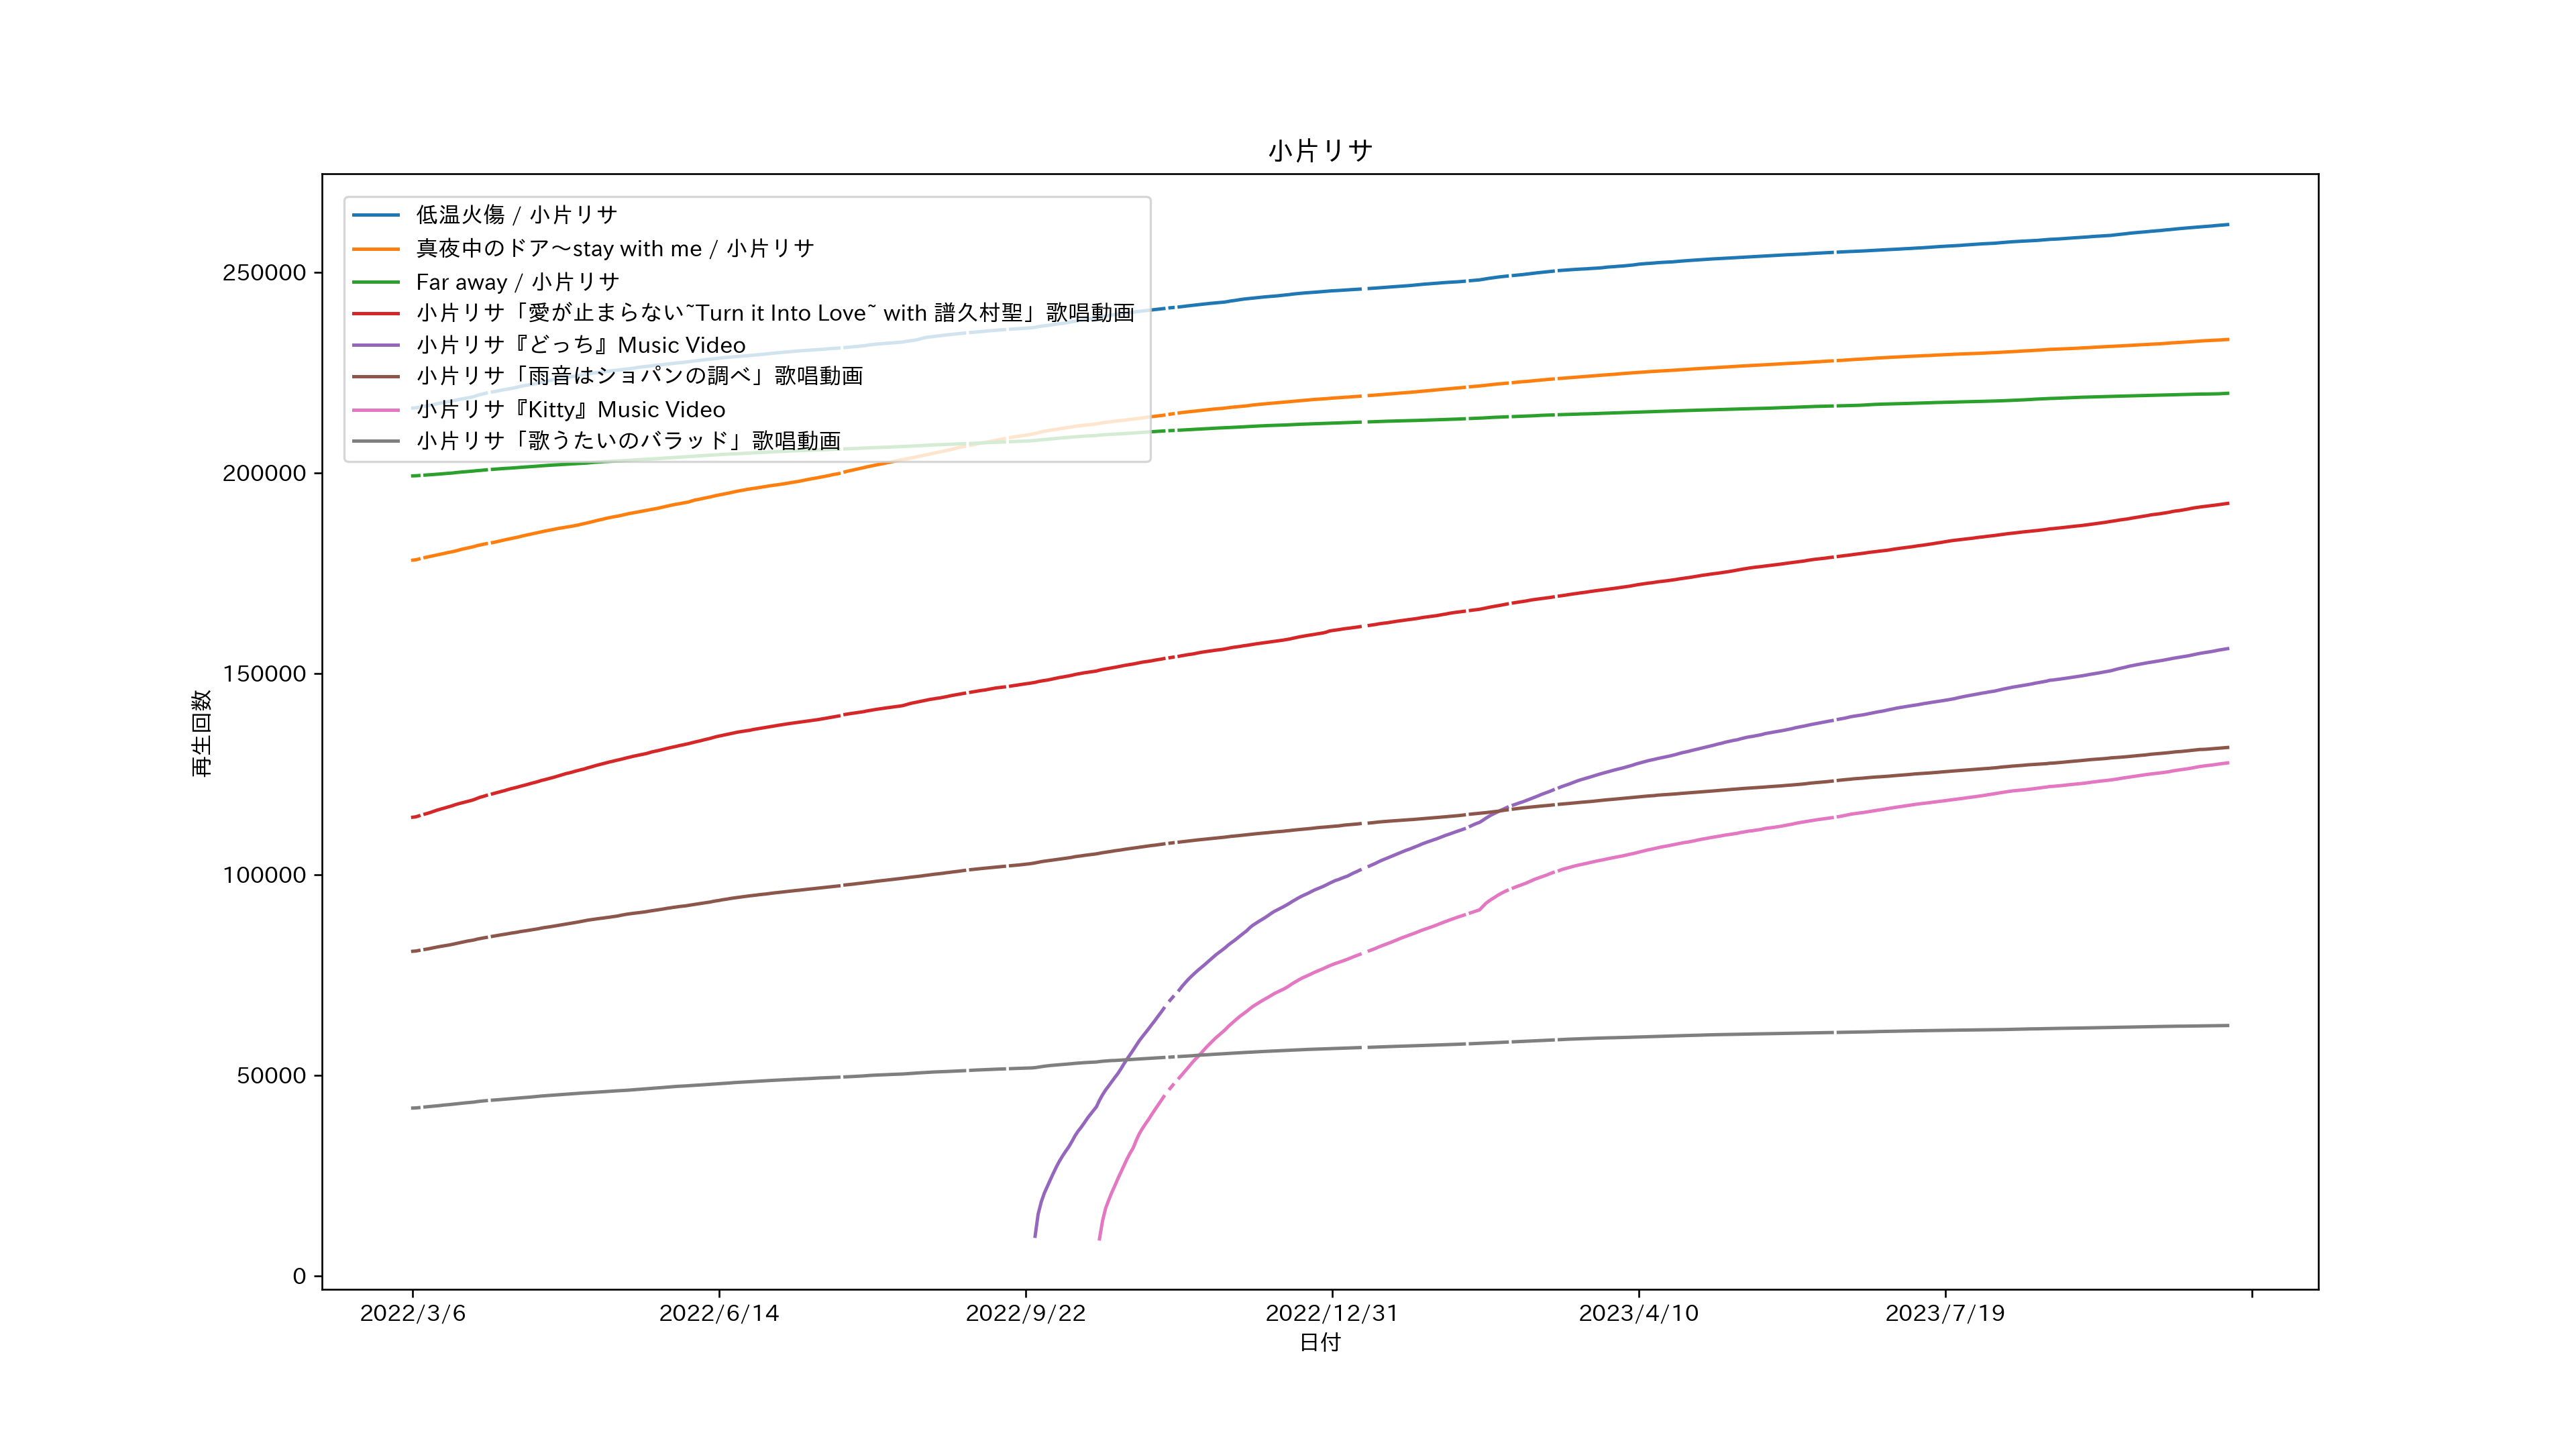 小片リサ
低温火傷 / 小片リサ
真夜中のドア〜stay with me / 小片リサ
Far away / 小片リサ
小片リサ「愛が止まらない~Turn it Into Love~ with 譜久村聖」歌唱動画
小片リサ『どっち』Music Video
小片リサ「雨音はショパンの調べ」歌唱動画
小片リサ『Kitty』Music Video
小片リサ「歌うたいのバラッド」歌唱動画
再生回数
250000
200000
150000
100000
50000
0
2022/3/6
2022/6/14
2022/9/22
2022/12/31
2023/4/10
2023/7/19
日付